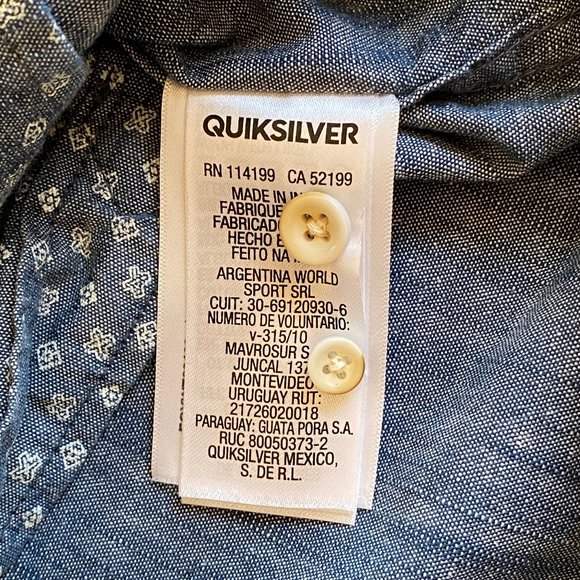 QUIKSILVER
RN 114199 CA 52199
MADE IN
FABRIQUE
FABRICADO
HECHO
FEITO NA
ARGENTINA WORLD
SPORT SRL
CUIT: 30-69120930-6
NUMERO DE VOLUNTARIO:
v-315/10
MAVROSUR S
JUNCAL 137
MONTEVIDEO
URUGUAY RUT:
21726020018
PARAGUAY: GUATA PORA S.A.
RUC 80050373-2
QUIKSILVER MEXICO,
S. DE R.L.